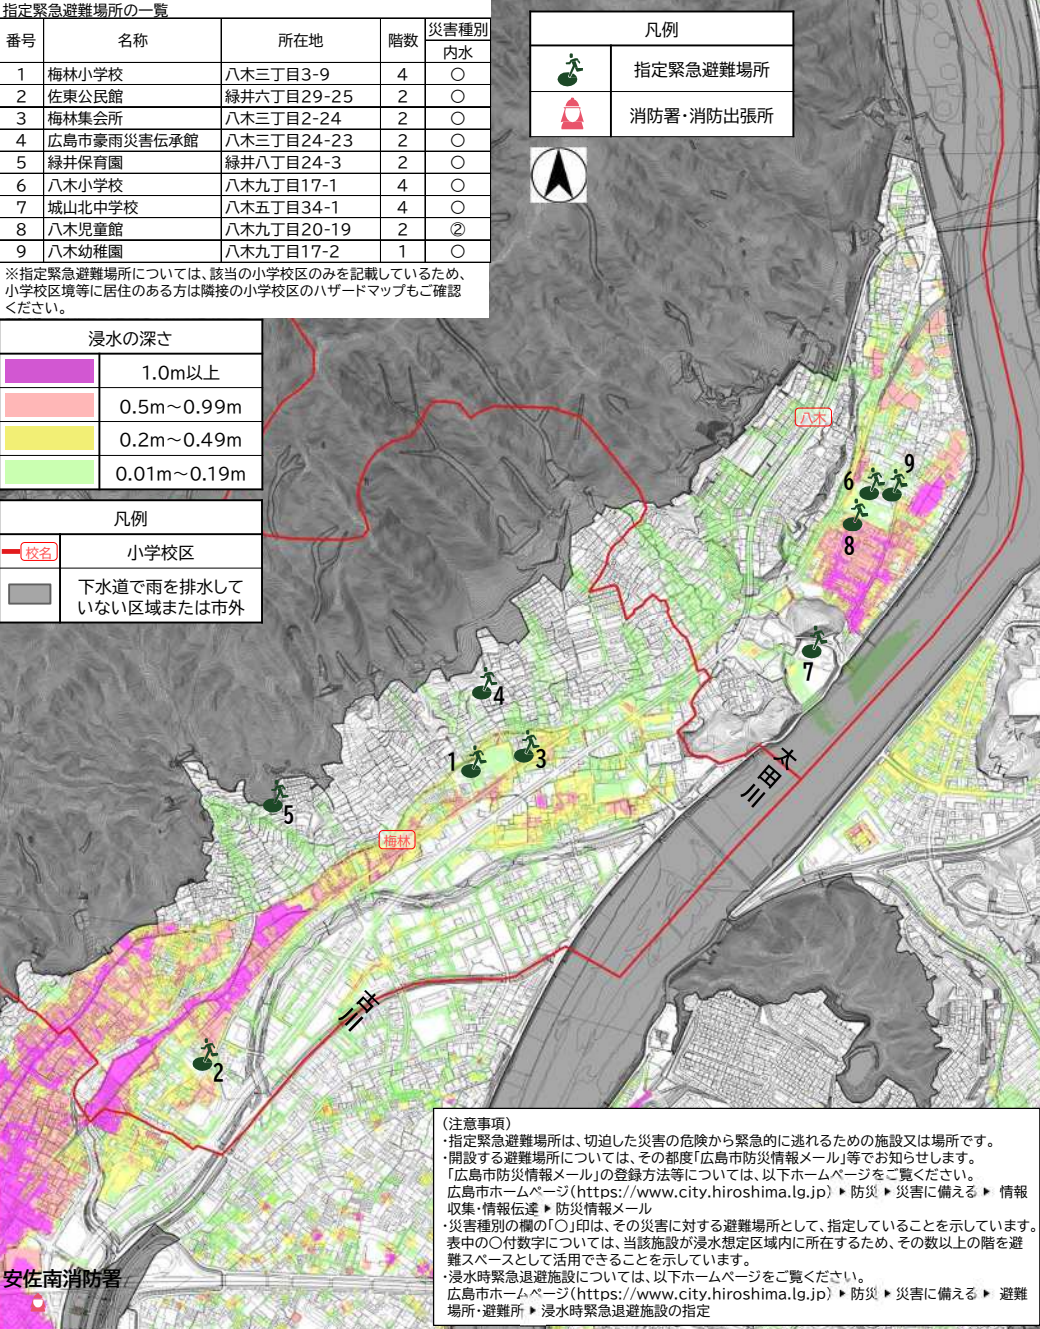 指定緊急避難場所の一覧
番号 名称 所在地 階数 災害種別
内水
1 梅林小学校 八木三丁目3-9 4 ○
2 佐東公民館 緑井六丁目29-25 2 ○
3 梅林集会所 八木三丁目2-24 2 ○
4 広島市豪雨災害伝承館 八木三丁目24-23 2 ○
5 緑井保育園 緑井八丁目24-3 2 ○
6 八木小学校 八木九丁目17-1 4 ○
7 城山北中学校 八木五丁目34-1 4 ○
8 八木児童館 八木九丁目20-19 2 ②
9 八木幼稚園 八木九丁目17-2 1 ○
※指定緊急避難場所については、該当の小学校区のみを記載しているため、
小学校区境等に居住のある方は隣接の小学校区のハザードマップもご確認
ください。
凡例
指定緊急避難場所
消防署・消防出張所
浸水の深さ
1.0m以上
0.5m～0.99m
0.2m～0.49m
0.01m～0.19m
凡例
校名 小学校区
下水道で雨を排水して
いない区域または市外
八木
9
6
8
7
4
1
3
5
梅林
太田川
古川
2
安佐南消防署
(注意事項)
・指定緊急避難場所は、切迫した災害の危険から緊急的に逃れるための施設又は場所です。
・開設する避難場所については、その都度「広島市防災情報メール」等でお知らせします。
「広島市防災情報メール」の登録方法等については、以下ホームページをご覧ください。
広島市ホームページ(https://www.city.hiroshima.lg.jp)▶防災▶災害に備える▶情報
収集・情報伝達▶防災情報メール
・災害種別の欄の「○」印は、その災害に対する避難場所として、指定していることを示しています。
表中の○付数字については、当該施設が浸水想定区域内に所在するため、その数以上の階を避
難スペースとして活用できることを示しています。
・浸水時緊急退避施設については、以下ホームページをご覧ください。
広島市ホームページ(https://www.city.hiroshima.lg.jp)▶防災▶災害に備える▶避難
場所・避難所▶浸水時緊急退避施設の指定